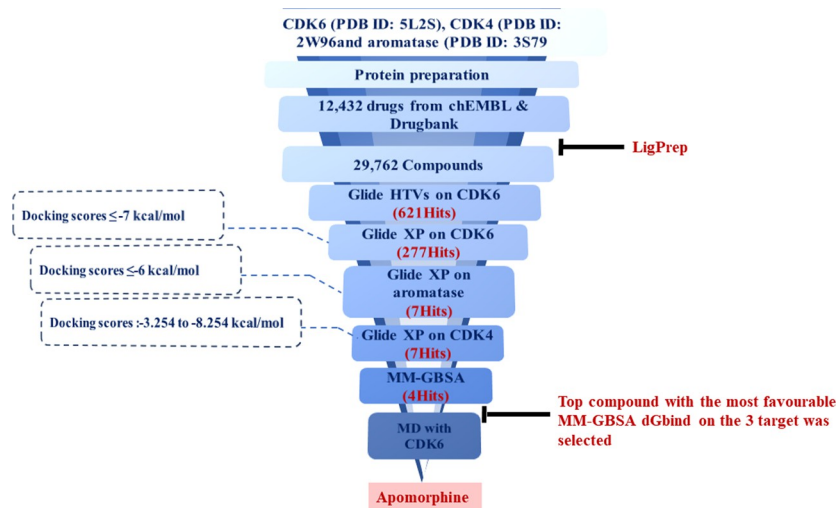 CDK6 (PDB ID: 5L2S), CDK4 (PDB ID:
2W96and aromatase (PDB ID: 3S79
Protein preparation
12,432 drugs from chEMBL &
Drugbank
LigPrep
29,762 Compounds
Glide HTVs on CDK6
(621Hits)
Docking scores ≤-7 kcal/mol
Glide XP on CDK6
(277Hits)
Docking scores ≤-6 kcal/mol
Glide XP on
aromatase
(7Hits)
Docking scores :-3.254 to -8.254 kcal/mol
Glide XP on CDK4
(7Hits)
MM-GBSA
(4Hits)
Top compound with the most favourable
MM-GBSA dGbind on the 3 target was
selected
MD with
CDK6
Apomorphine